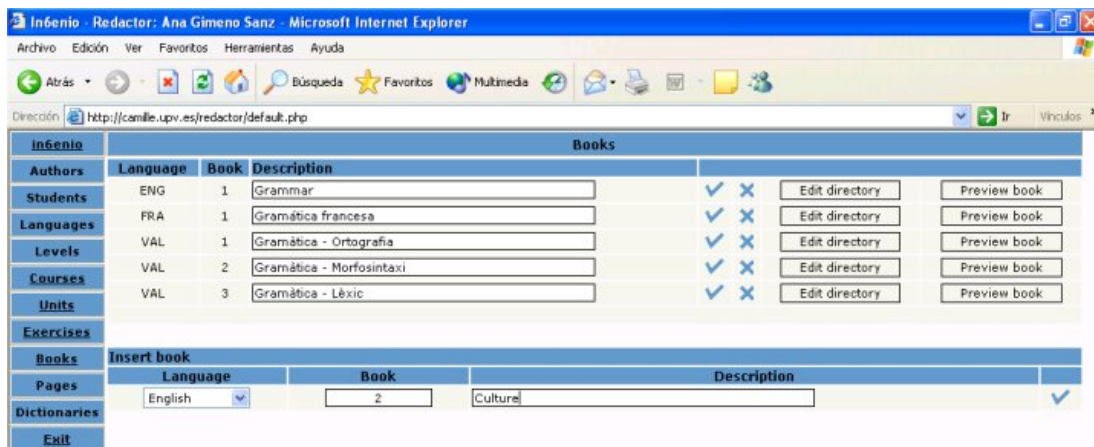 In6enio - Redactor: Ana Gimeno Sanz - Microsoft Internet Explorer
Archivo Edición Ver Favoritos Herramientas Ayuda
Atrás Búsqueda Favoritos Multimedia
Dirección http://camille.upv.es/redactor/default.php Ir Vínculos
in6enio Books
Authors Language Book Description
Students ENG 1 Grammar Edit directory Preview book
Languages FRA 1 Gramática francesa Edit directory Preview book
Levels VAL 1 Gramàtica - Ortografia Edit directory Preview book
Courses VAL 2 Gramàtica - Morfosintaxi Edit directory Preview book
Units VAL 3 Gramàtica - Lèxic Edit directory Preview book
Exercises
Books Insert book
Pages Language Book Description
Dictionaries English 2 Culture
Exit